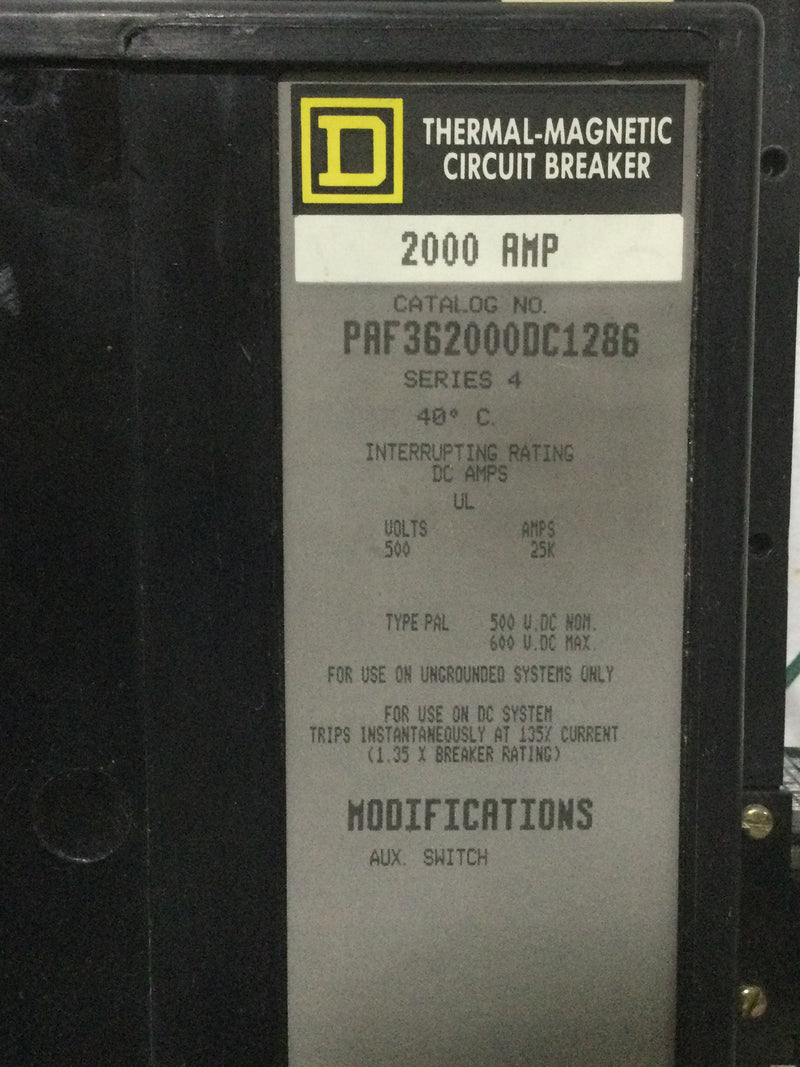 D
THERMAL-MAGNETIC
CIRCUIT BREAKER
2000 AMP
CATALOG NO.
PAF362000DC1286
SERIES 4
40° C.
INTERRUPTING RATING
DC AMPS
UL
VOLTS AMPS
500 25K
TYPE PAL 500 V.DC NOM.
600 V.DC MAX.
FOR USE ON UNGROUNDED SYSTEMS ONLY
FOR USE ON DC SYSTEM
TRIPS INSTANTANEOUSLY AT 135% CURRENT
(1.35 X BREAKER RATING)
MODIFICATIONS
AUX. SWITCH